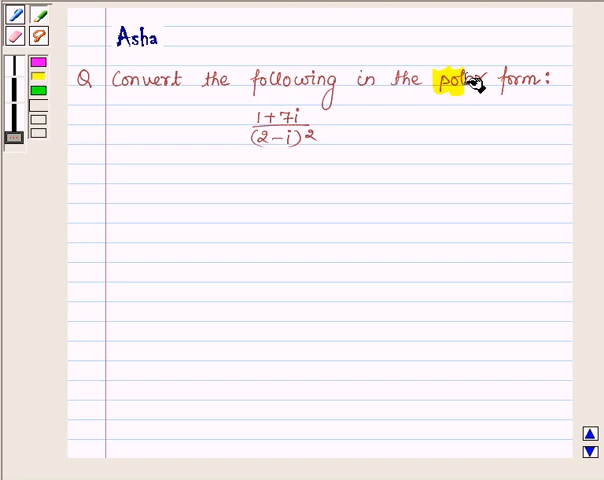 Asha
Q Convert the following in the polar form:
1+7i
(2-i)²